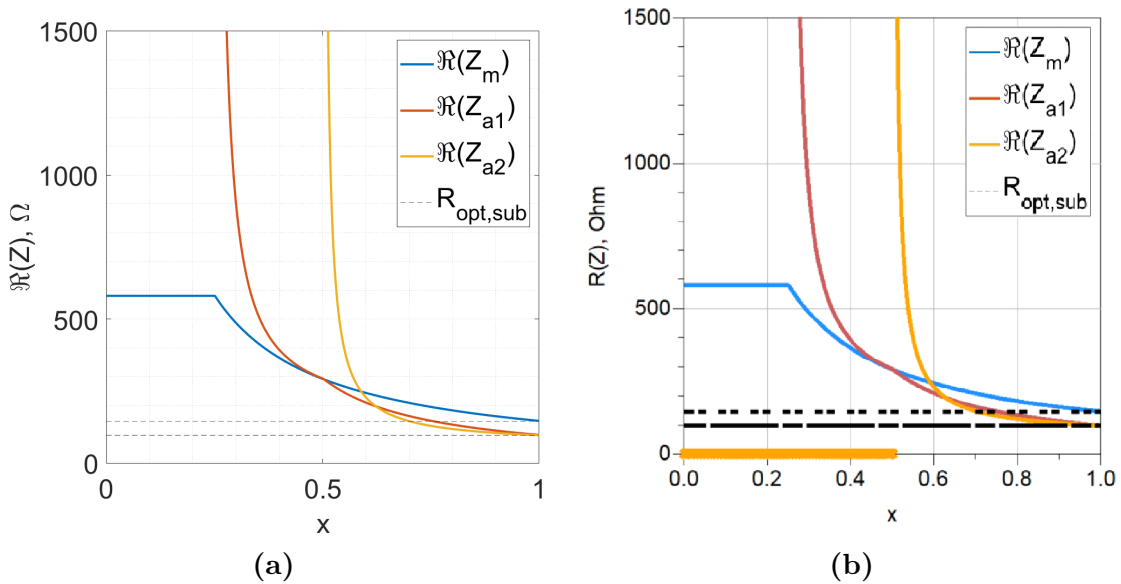 1500
1000
500
0
ℜ(Z), Ω
0
0.5
1
x
ℜ(Z_m)
ℜ(Z_a1)
ℜ(Z_a2)
R_opt,sub
(a)
1500
1000
500
0
R(Z), Ohm
0.0
0.2
0.4
0.6
0.8
1.0
x
ℜ(Z_m)
ℜ(Z_a1)
ℜ(Z_a2)
R_opt,sub
(b)